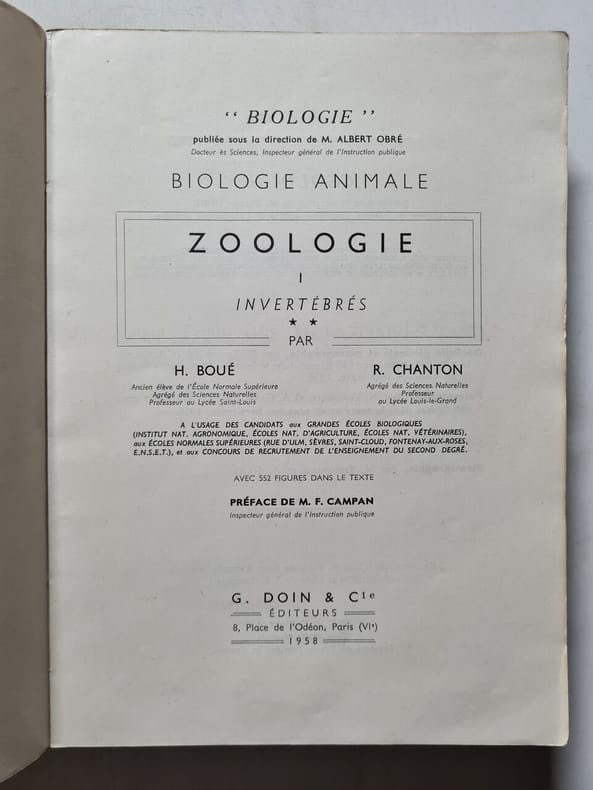 “ BIOLOGIE ”
publiée sous la direction de M. ALBERT OBRÉ
Docteur ès Sciences, Inspecteur général de l'Instruction publique
BIOLOGIE ANIMALE
ZOOLOGIE
I
INVERTÉBRÉS
★ ★
PAR
H. BOUÉ
Ancien élève de l'École Normale Supérieure
Agrégé des Sciences Naturelles
Professeur au Lycée Saint-Louis
R. CHANTON
Agrégé des Sciences Naturelles
Professeur
au Lycée Louis-le-Grand
A L'USAGE DES CANDIDATS aux GRANDES ÉCOLES BIOLOGIQUES
(INSTITUT NAT. AGRONOMIQUE, ÉCOLES NAT. D'AGRICULTURE, ÉCOLES NAT. VÉTÉRINAIRES),
aux ÉCOLES NORMALES SUPÉRIEURES (RUE D'ULM, SÈVRES, SAINT-CLOUD, FONTENAY-AUX-ROSES,
E.N.S.E.T.), et aux CONCOURS DE RECRUTEMENT DE L'ENSEIGNEMENT DU SECOND DEGRÉ.
AVEC 552 FIGURES DANS LE TEXTE
PRÉFACE DE M. F. CAMPAN
Inspecteur général de l'Instruction publique
G. DOIN & Cie
ÉDITEURS
8, Place de l'Odéon, Paris (VIe)
1958